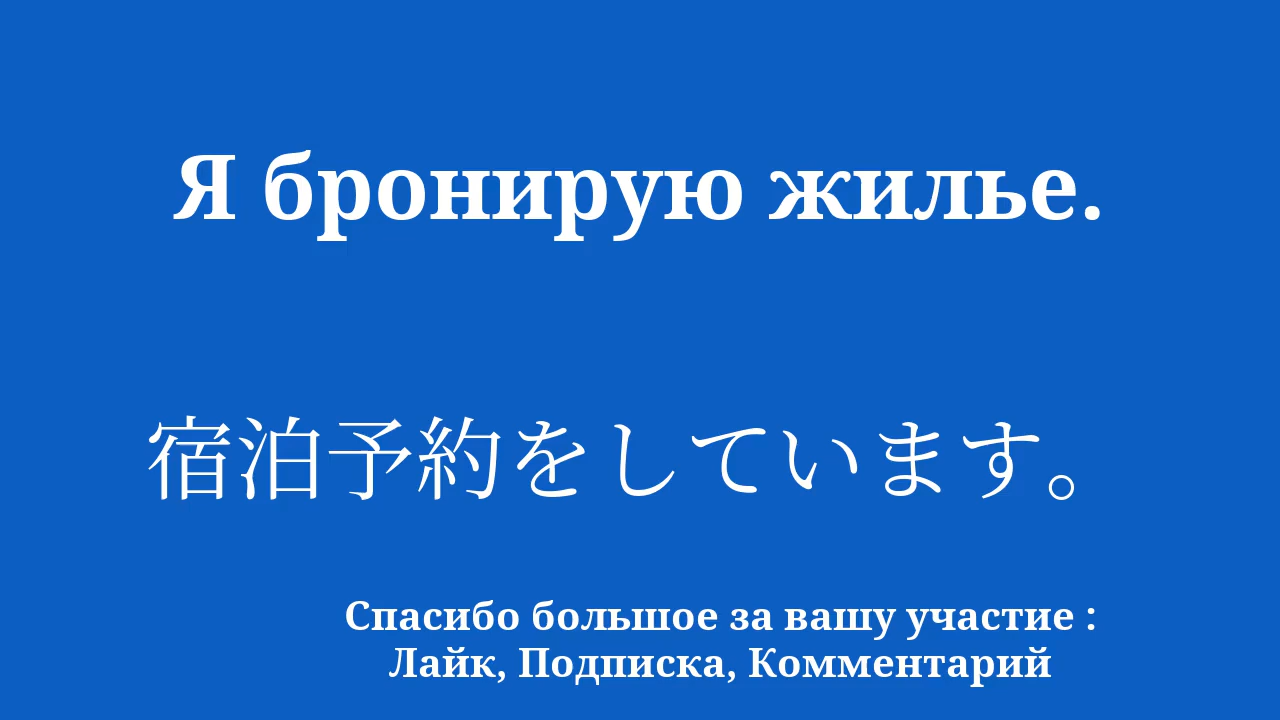 Я бронирую жилье.
宿泊予約をしています。
Спасибо большое за вашу участие :
Лайк, Подписка, Комментарий